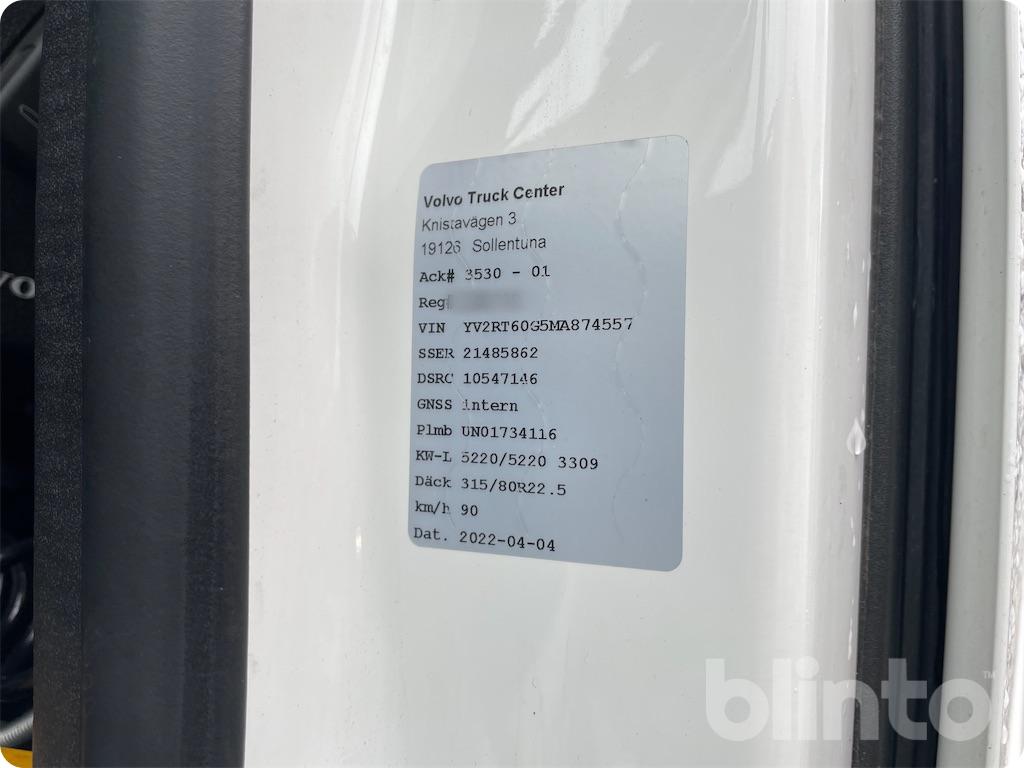 Volvo Truck Center
Knistavägen 3
19126 Sollentuna
Ack# 3530 - 01
Reg
VIN YV2RT60G5MA874557
SSER 21485862
DSRC 10547146
GNSS intern
Plmb UN01734116
KW-L 5220/5220 3309
Däck 315/80R22.5
km/h 90
Dat. 2022-04-04
blinto™